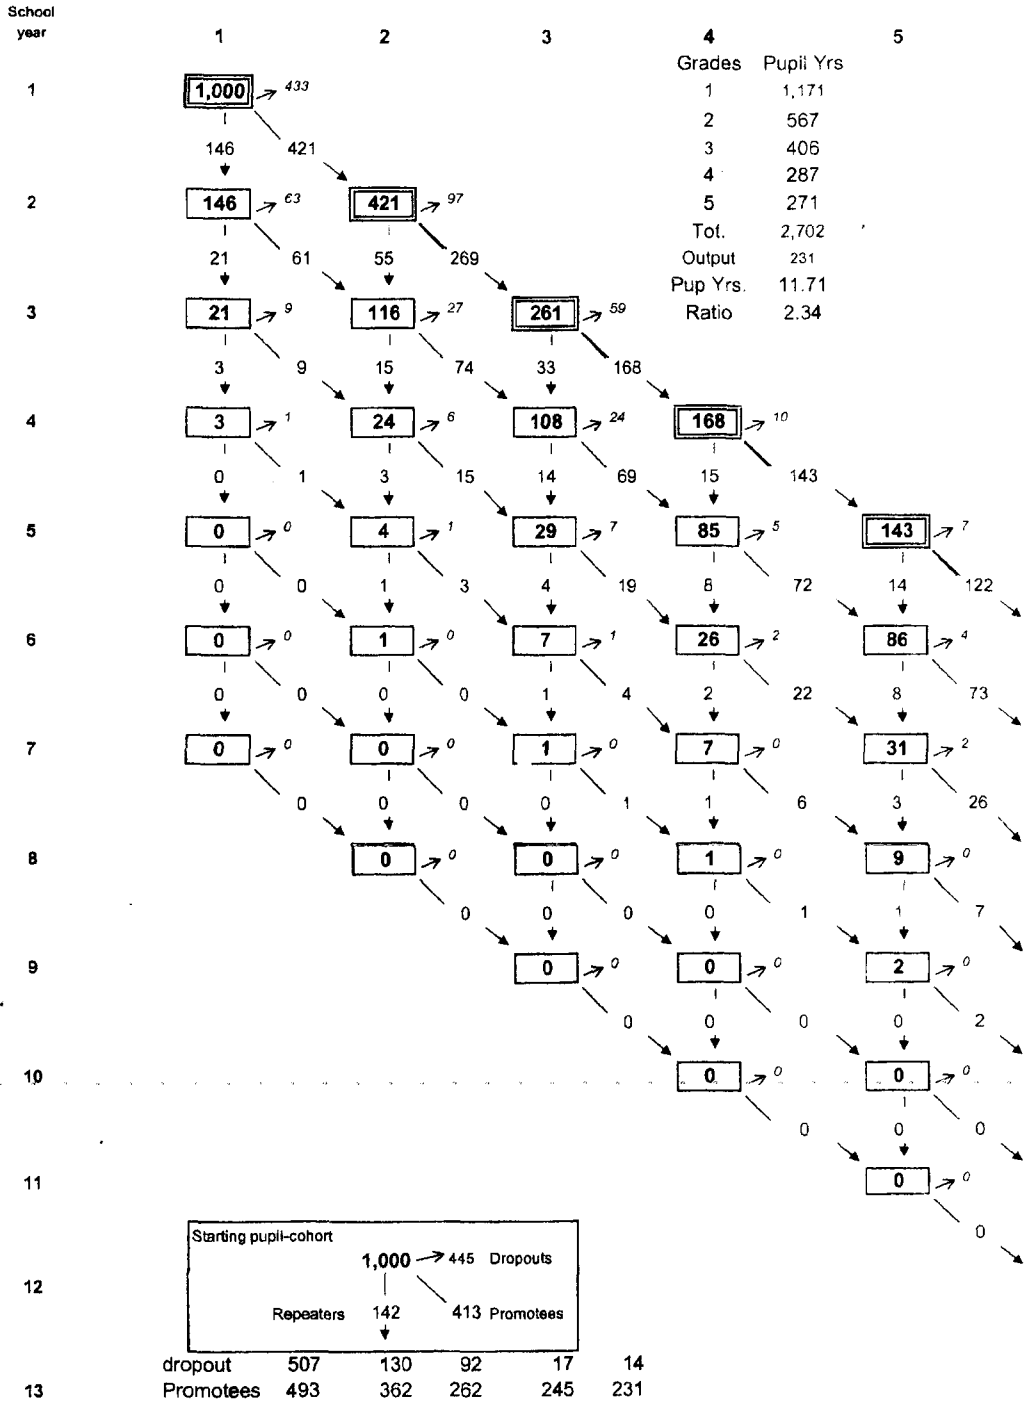 School
year 1 2 3 4 5
Grades Pupil Yrs
1 1,000 433 1 1,171
2 567
146 421 3 406
4 287
2 146 63 421 97 5 271
Tot. 2,702
21 61 55 269 Output 231
Pup Yrs. 11.71
3 21 9 116 27 261 59 Ratio 2.34
3 9 15 74 33 168
4 3 1 24 6 108 24 168 10
0 1 3 15 14 69 15 143
5 0 0 4 1 29 7 85 5 143 7
0 0 1 3 4 19 8 72 14 122
6 0 0 1 0 7 1 26 2 86 4
0 0 0 0 1 4 2 22 8 73
7 0 0 0 0 1 0 7 0 31 2
0 0 0 0 1 1 6 3 26
8 0 0 0 0 1 0 9 0
0 0 0 0 1 1 7
9 0 0 0 0 2 0
0 0 0 0 2
10 0 0 0 0
0 0 0
11 0 0
0
Starting pupil-cohort
1,000 445 Dropouts
12
Repeaters 142 413 Promotees
dropout 507 130 92 17 14
13 Promotees 493 362 262 245 231